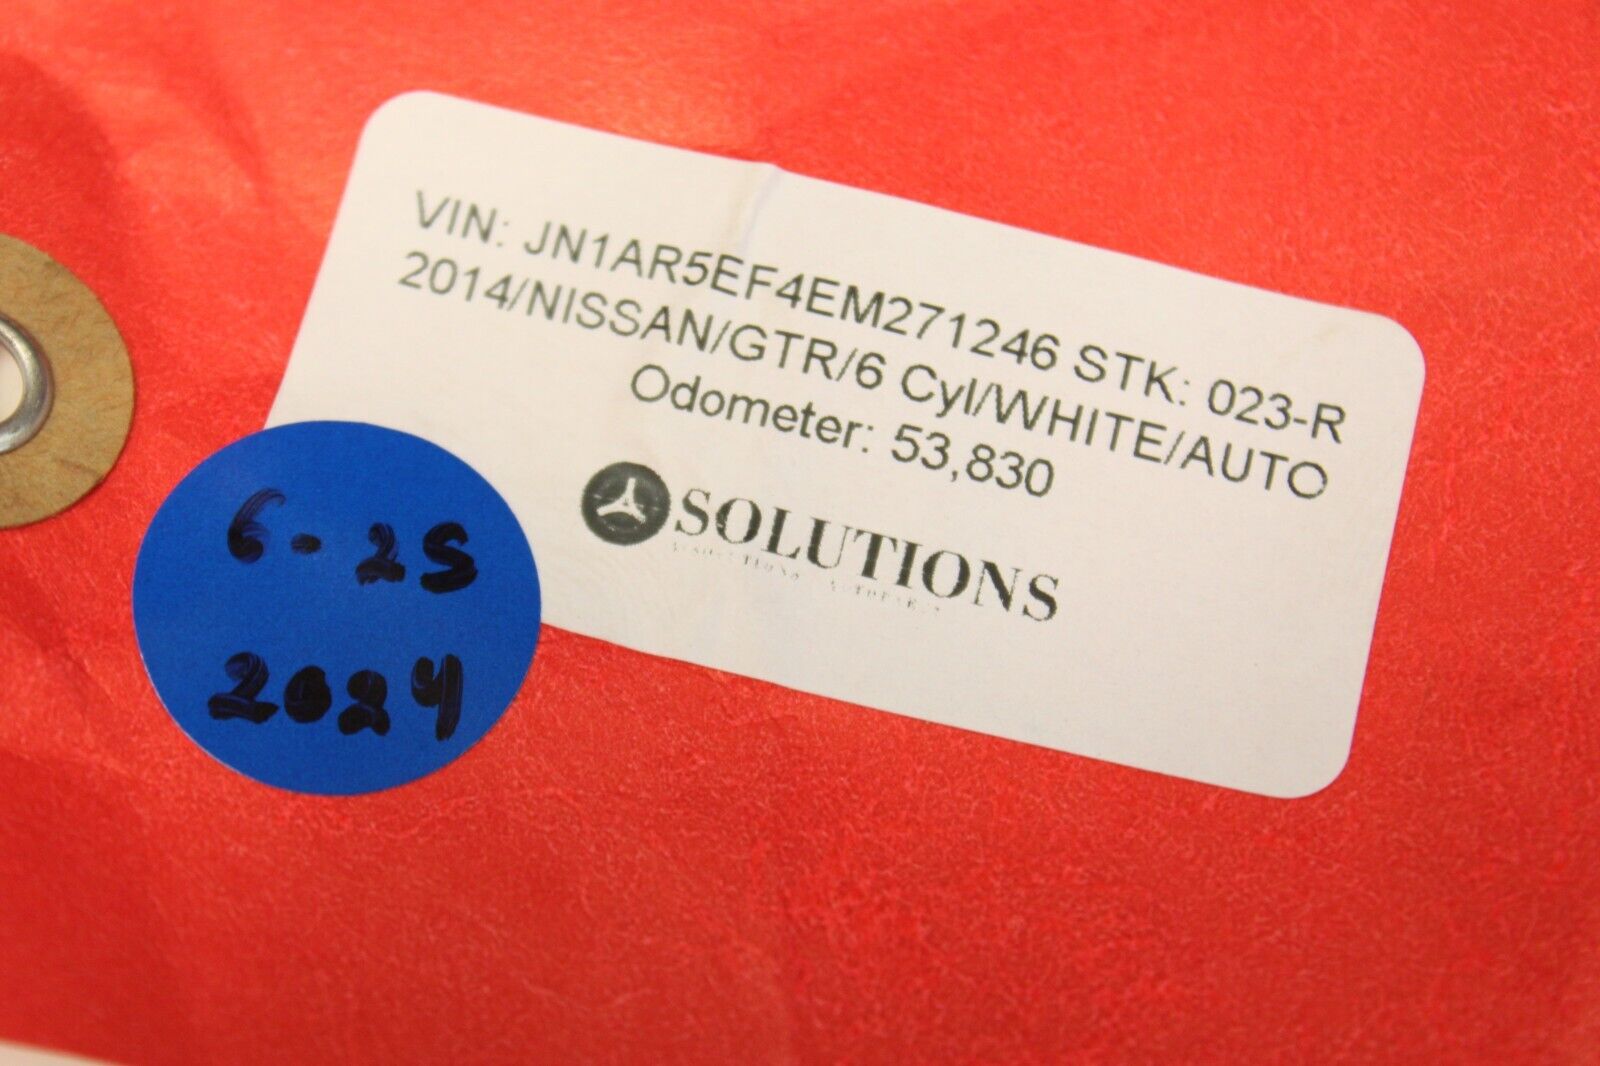 VIN: JN1AR5EF4EM271246 STK: 023-R
2014/NISSAN/GTR/6 Cyl/WHITE/AUTO
Odometer: 53,830
SOLUTIONS
6-25
2024